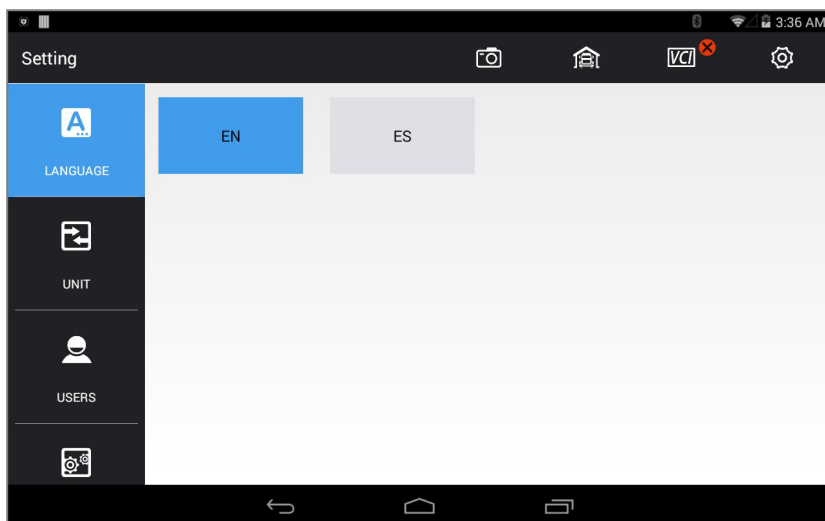 3:36 AM
Setting
VCI
A
LANGUAGE
EN
ES
UNIT
USERS